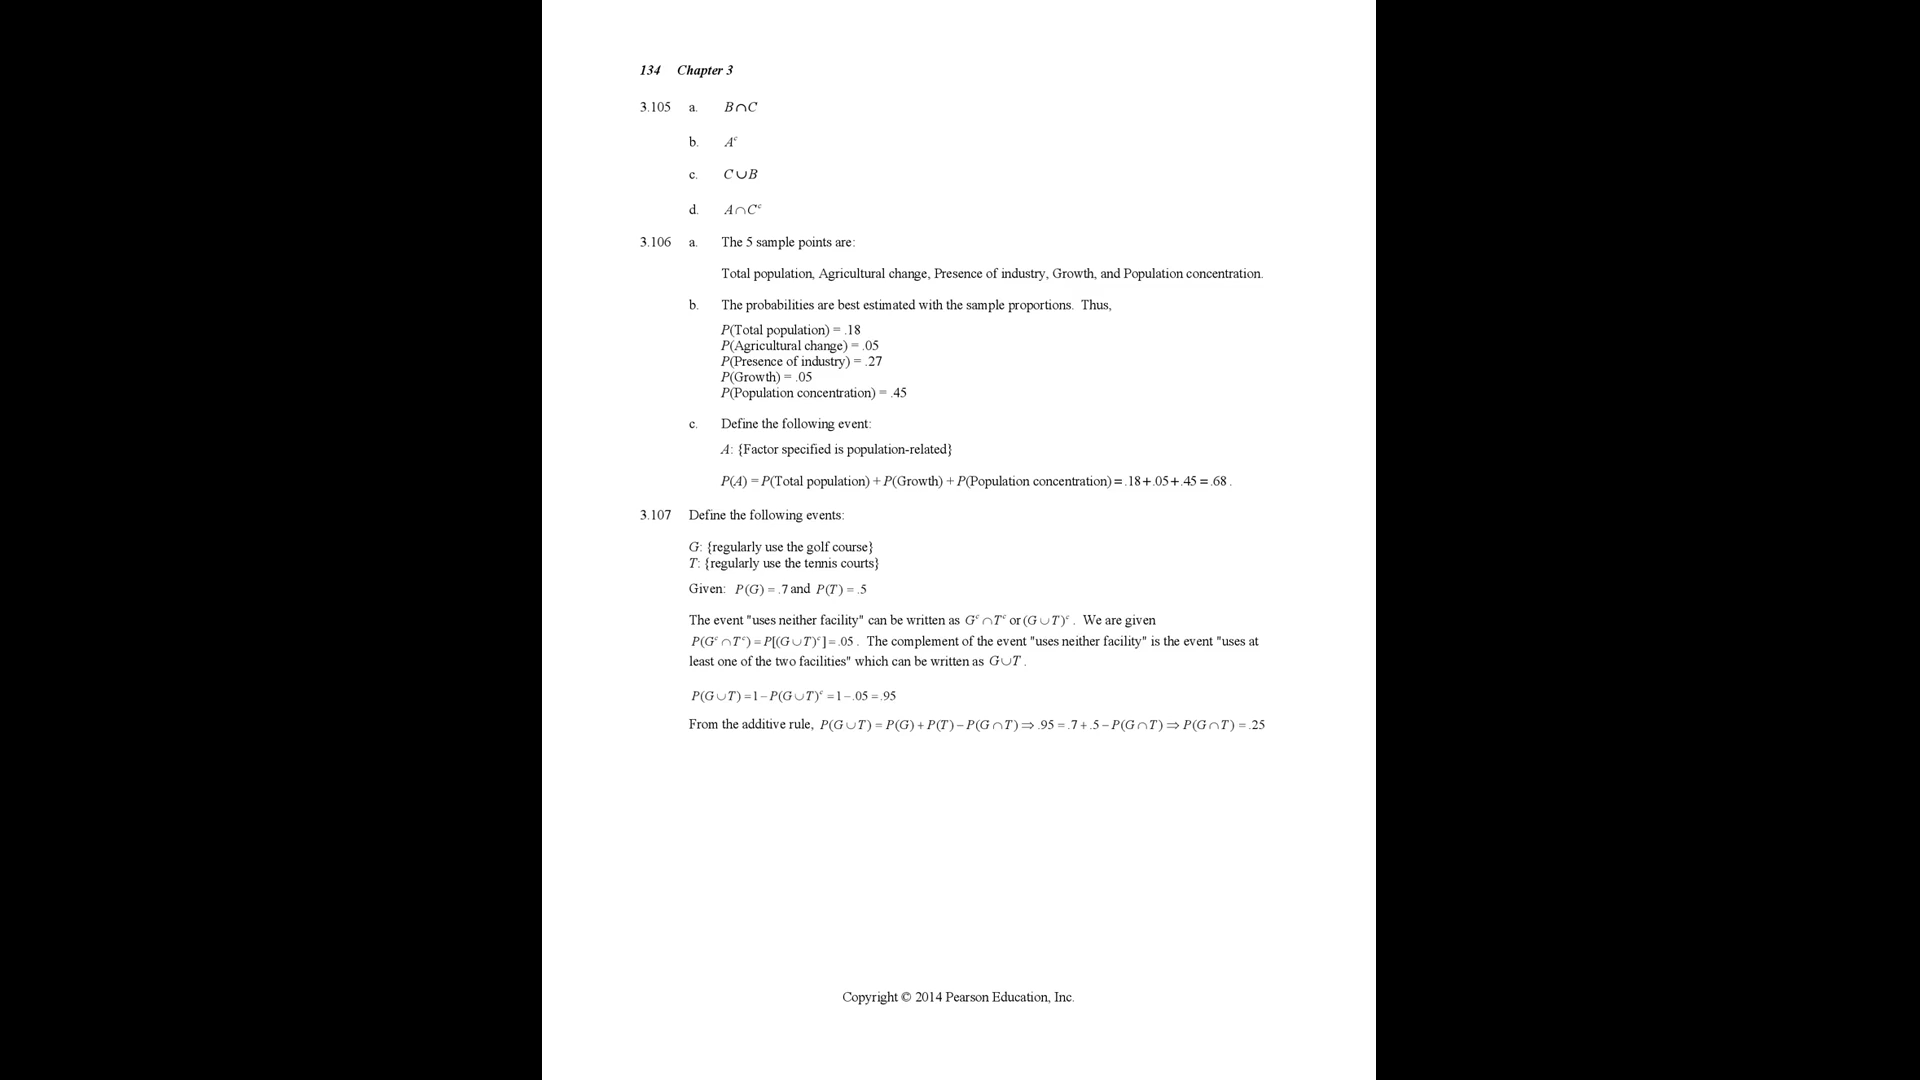 134 Chapter 3
3.105 a. B∩C
b. Aᶜ
c. C∪B
d. A∩Cᶜ
3.106 a. The 5 sample points are:
Total population, Agricultural change, Presence of industry, Growth, and Population concentration.
b. The probabilities are best estimated with the sample proportions. Thus,
P(Total population) = .18
P(Agricultural change) = .05
P(Presence of industry) = .27
P(Growth) = .05
P(Population concentration) = .45
c. Define the following event:
A: {Factor specified is population-related}
P(A) = P(Total population) + P(Growth) + P(Population concentration) = .18 + .05 + .45 = .68 .
3.107 Define the following events:
G: {regularly use the golf course}
T: {regularly use the tennis courts}
Given: P(G) = .7 and P(T) = .5
The event "uses neither facility" can be written as Gᶜ ∩ Tᶜ or (G ∪ T)ᶜ . We are given
P(Gᶜ ∩ Tᶜ) = P[(G ∪ T)ᶜ] = .05 . The complement of the event "uses neither facility" is the event "uses at
least one of the two facilities" which can be written as G ∪ T .
P(G ∪ T) = 1 − P(G ∪ T)ᶜ = 1 − .05 = .95
From the additive rule, P(G ∪ T) = P(G) + P(T) − P(G ∩ T) ⇒ .95 = .7 + .5 − P(G ∩ T) ⇒ P(G ∩ T) = .25
Copyright © 2014 Pearson Education, Inc.